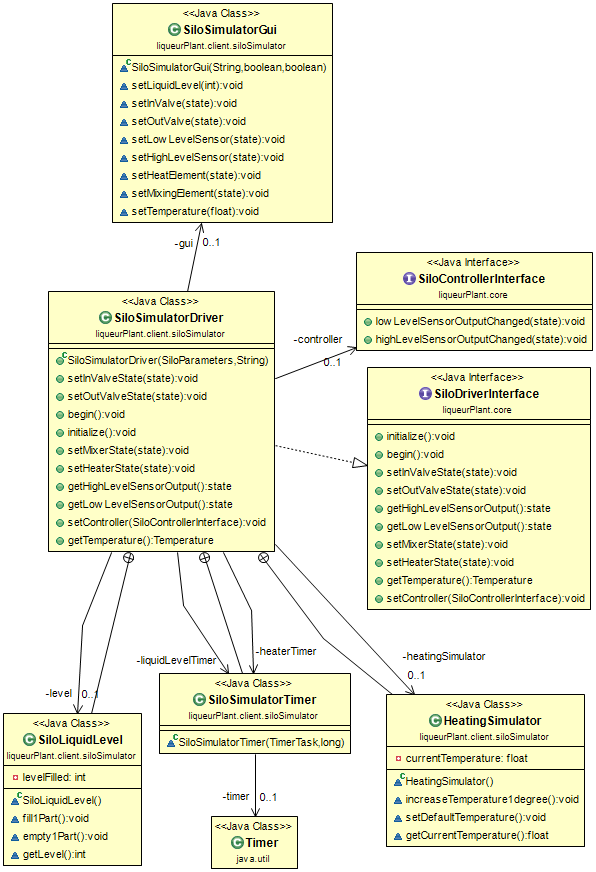 <<Java Class>>
SiloSimulatorGui
liqueurPlant.client.siloSimulator
SiloSimulatorGui(String,boolean,boolean)
setLiquidLevel(int):void
setInValve(state):void
setOutValve(state):void
setLowLevelSensor(state):void
setHighLevelSensor(state):void
setHeatElement(state):void
setMixingElement(state):void
setTemperature(float):void
-gui 0..1
<<Java Interface>>
SiloControllerInterface
liqueurPlant.core
lowLevelSensorOutputChanged(state):void
highLevelSensorOutputChanged(state):void
-controller
0..1
<<Java Class>>
SiloSimulatorDriver
liqueurPlant.client.siloSimulator
SiloSimulatorDriver(SiloParameters,String)
setInValveState(state):void
setOutValveState(state):void
begin():void
initialize():void
setMixerState(state):void
setHeaterState(state):void
getHighLevelSensorOutput():state
getLowLevelSensorOutput():state
setController(SiloControllerInterface):void
getTemperature():Temperature
<<Java Interface>>
SiloDriverInterface
liqueurPlant.core
initialize():void
begin():void
setInValveState(state):void
setOutValveState(state):void
getHighLevelSensorOutput():state
getLowLevelSensorOutput():state
setMixerState(state):void
setHeaterState(state):void
getTemperature():Temperature
setController(SiloControllerInterface):void
-level 0..1
-liquidLevelTimer
-heaterTimer
-heatingSimulator
0..1
<<Java Class>>
SiloLiquidLevel
liqueurPlant.client.siloSimulator
levelFilled: int
SiloLiquidLevel()
fill1Part():void
empty1Part():void
getLevel():int
<<Java Class>>
SiloSimulatorTimer
liqueurPlant.client.siloSimulator
SiloSimulatorTimer(TimerTask,long)
-timer 0..1
<<Java Class>>
Timer
java.util
<<Java Class>>
HeatingSimulator
liqueurPlant.client.siloSimulator
currentTemperature: float
HeatingSimulator()
increaseTemperature1degree():void
setDefaultTemperature():void
getCurrentTemperature():float